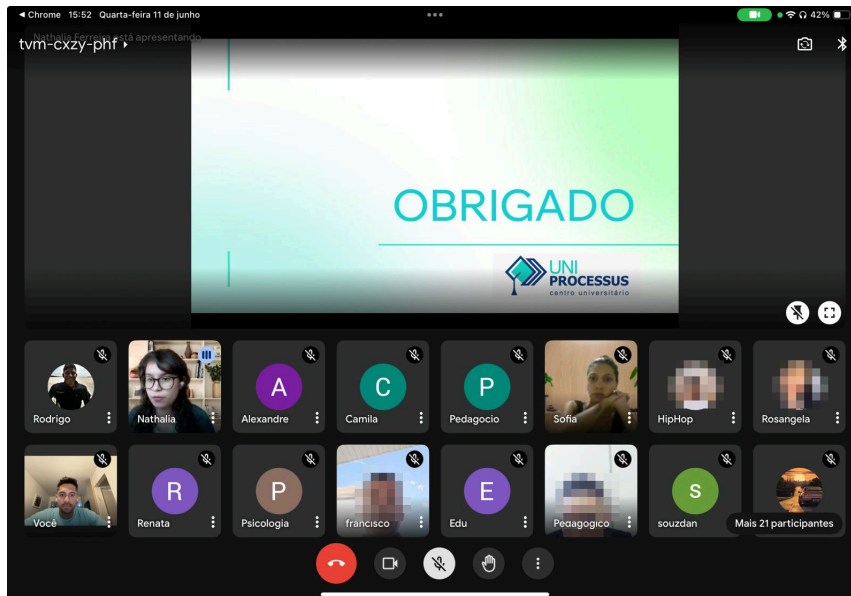 ◀ Chrome 15:52 Quarta-feira 11 de junho
42%
Nathalia Ferreira está apresentando
tvm-cxzy-phf
OBRIGADO
UNI
PROCESSUS
centro universitário
A C P
Rodrigo Nathalia Alexandre Camila Pedagocio Sofia HipHop Rosangela
R P E S
Você Renata Psicologia francisco Edu Pedagogico souzdan Mais 21 participantes